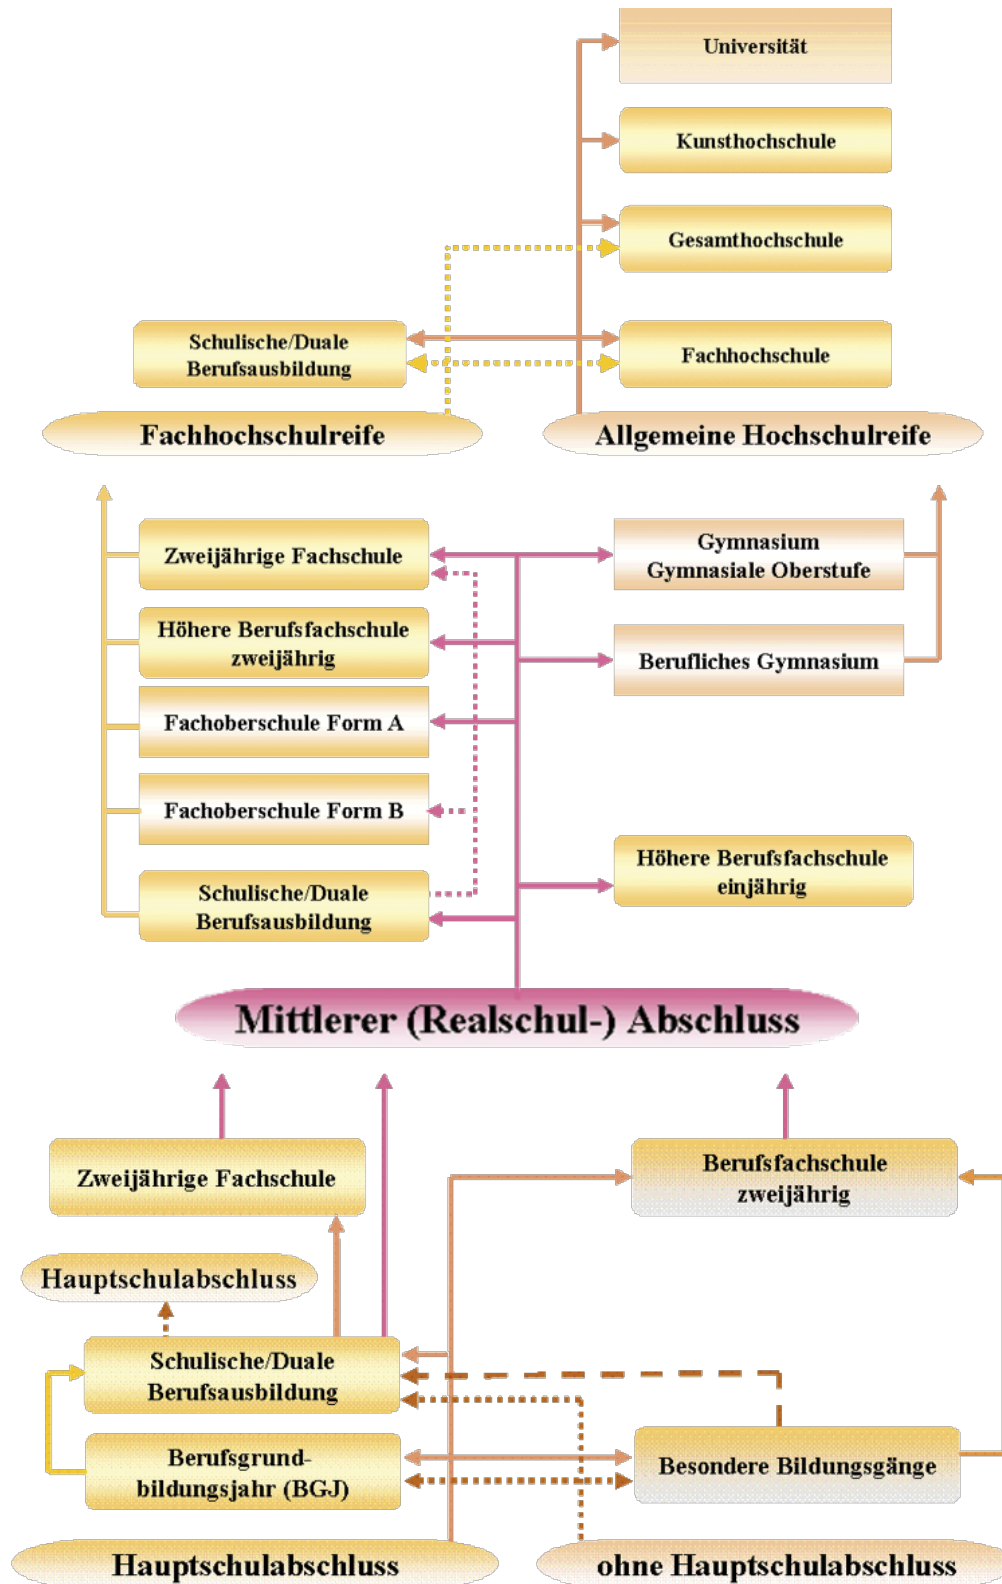 Universität
Kunsthochschule
Gesamthochschule
Schulische/Duale
Berufsausbildung
Fachhochschule
Fachhochschulreife
Allgemeine Hochschulreife
Zweijährige Fachschule
Gymnasium
Gymnasiale Oberstufe
Höhere Berufsfachschule
zweijährig
Berufliches Gymnasium
Fachoberschule Form A
Fachoberschule Form B
Höhere Berufsfachschule
einjährig
Schulische/Duale
Berufsausbildung
Mittlerer (Realschul-) Abschluss
Zweijährige Fachschule
Berufsfachschule
zweijährig
Hauptschulabschluss
Schulische/Duale
Berufsausbildung
Berufsgrund-
bildungsjahr (BGJ)
Besondere Bildungsgänge
Hauptschulabschluss
ohne Hauptschulabschluss